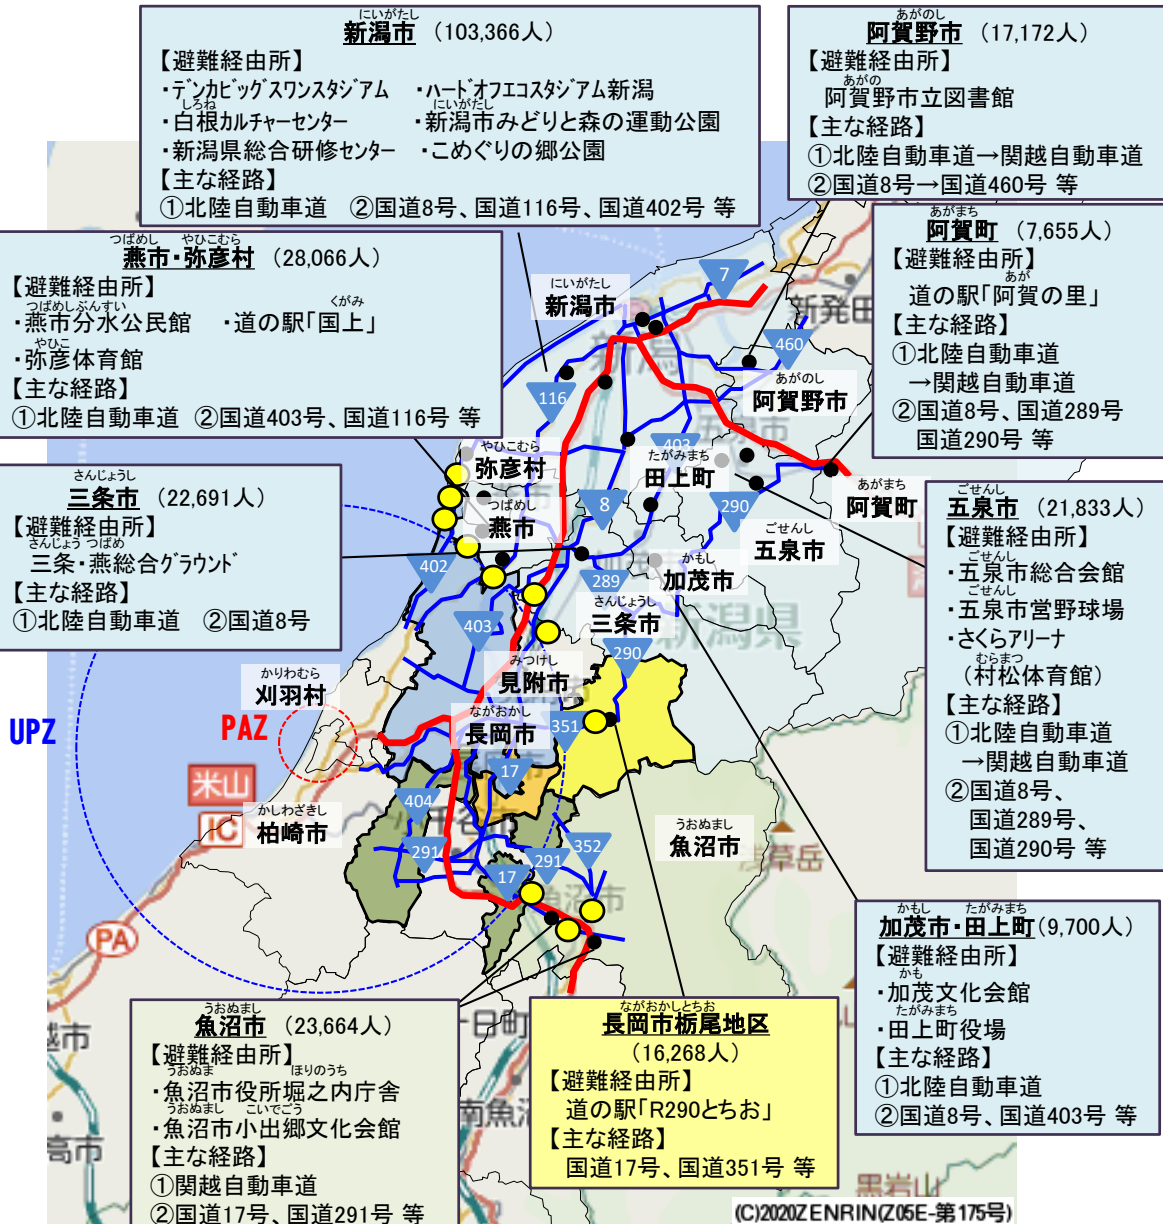 にいがたし
新潟市 (103,366人)
【避難経由所】
・デンカビッグスワンスタジアム ・ハードオフエコスタジアム新潟
しろね にいがたし
・白根カルチャーセンター ・新潟市みどりと森の運動公園
・新潟県総合研修センター ・こめぐりの郷公園
【主な経路】
①北陸自動車道 ②国道8号、国道116号、国道402号 等
あがのし
阿賀野市 (17,172人)
【避難経由所】
あがの
阿賀野市立図書館
【主な経路】
①北陸自動車道→関越自動車道
②国道8号→国道460号 等
つばめし やひこむら
燕市・弥彦村 (28,066人)
【避難経由所】
つばめしぶんすい くがみ
・燕市分水公民館 ・道の駅「国上」
やひこ
・弥彦体育館
【主な経路】
①北陸自動車道 ②国道403号、国道116号 等
あがまち
阿賀町 (7,655人)
【避難経由所】
あが
道の駅「阿賀の里」
【主な経路】
①北陸自動車道
→関越自動車道
②国道8号、国道289号
国道290号 等
さんじょうし
三条市 (22,691人)
【避難経由所】
さんじょう つばめ
三条・燕総合グラウンド
【主な経路】
①北陸自動車道 ②国道8号
ごせんし
五泉市 (21,833人)
【避難経由所】
ごせんし
・五泉市総合会館
ごせんし
・五泉市営野球場
・さくらアリーナ
むらまつ
(村松体育館)
【主な経路】
①北陸自動車道
→関越自動車道
②国道8号、
国道289号、
国道290号 等
にいがたし
新潟市
7
新発田
新潟
460
あがのし
阿賀野市
116
403
やひこむら
弥彦村
たがみまち
田上町
あがまち
阿賀町
つばめし
燕市
8
290
ごせんし
五泉市
402
かもし
加茂市
289
403
さんじょうし
三条市
新潟県
290
みつけし
見附市
かりわむら
刈羽村
UPZ
PAZ
ながおかし
長岡市
351
17
米山
IC
かしわざきし
柏崎市
404
小千谷市
291
291
352
17
うおぬまし
魚沼市
浅草岳
魚沼市
PA
かもし たがみまち
加茂市・田上町(9,700人)
【避難経由所】
かも
・加茂文化会館
たがみまち
・田上町役場
【主な経路】
①北陸自動車道
②国道8号、国道403号 等
うおぬまし
魚沼市 (23,664人)
【避難経由所】
うおぬま ほりのうち
・魚沼市役所堀之内庁舎
うおぬまし こいでごう
・魚沼市小出郷文化会館
【主な経路】
①関越自動車道
②国道17号、国道291号 等
ながおかしとちお
長岡市栃尾地区
(16,268人)
【避難経由所】
道の駅「R290とちお」
【主な経路】
国道17号、国道351号 等
越市
高市
十日町
南魚沼
黒岩山
(C)2020ZENRIN(Z05E-第175号)